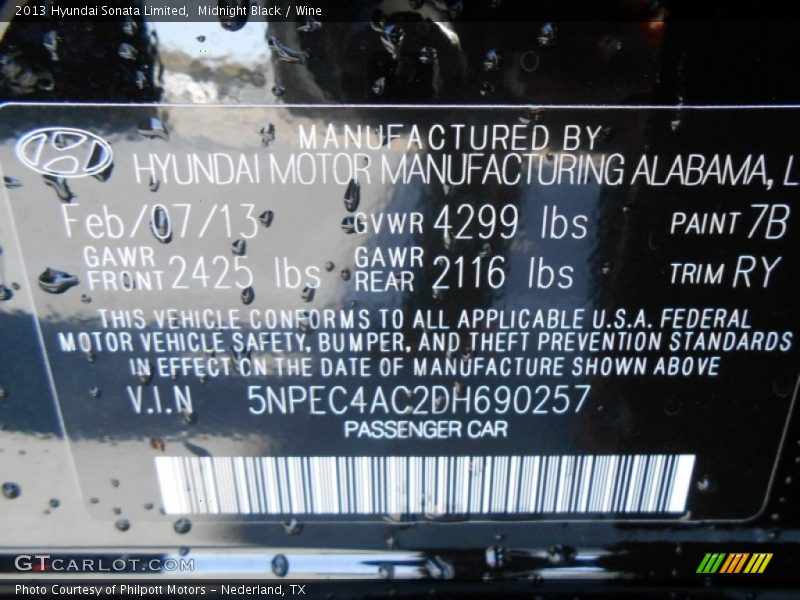 2013 Hyundai Sonata Limited, Midnight Black / Wine
MANUFACTURED BY
HYUNDAI MOTOR MANUFACTURING ALABAMA, L
Feb/07/13 GVWR 4299 lbs PAINT 7B
GAWR FRONT 2425 lbs GAWR REAR 2116 lbs TRIM RY
THIS VEHICLE CONFORMS TO ALL APPLICABLE U.S.A. FEDERAL
MOTOR VEHICLE SAFETY, BUMPER, AND THEFT PREVENTION STANDARDS
IN EFFECT ON THE DATE OF MANUFACTURE SHOWN ABOVE
V.I.N 5NPEC4AC2DH690257
PASSENGER CAR
GTCARLOT.COM
Photo Courtesy of Philpott Motors - Nederland, TX